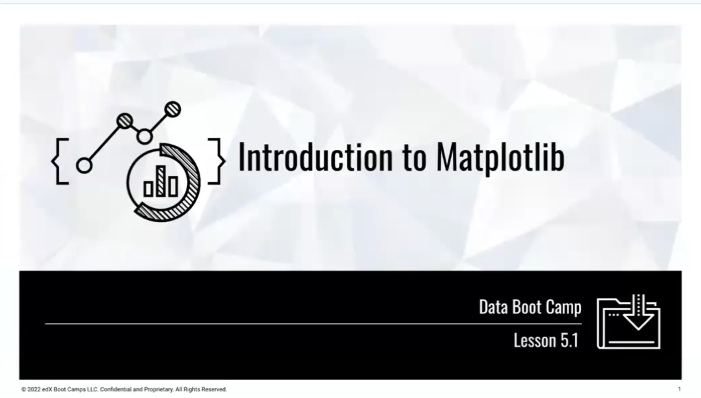 Introduction to Matplotlib
Data Boot Camp
Lesson 5.1
© 2022 edX Boot Camps LLC. Confidential and Proprietary. All Rights Reserved.
1